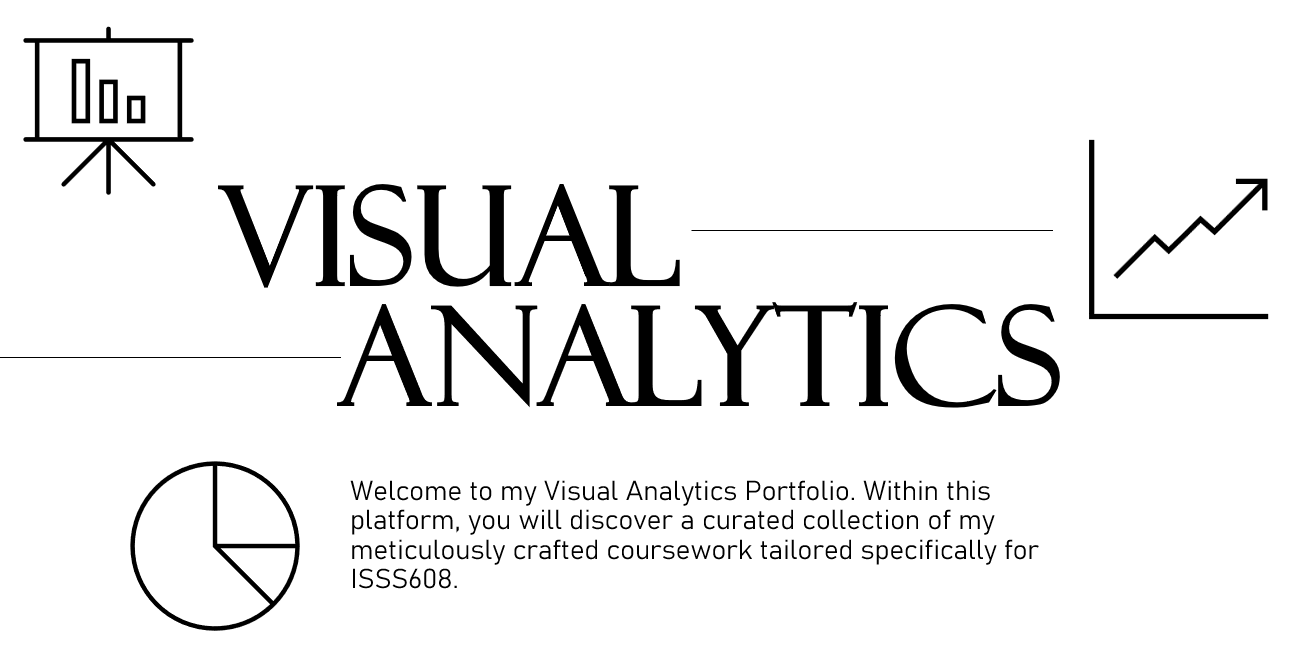 VISUAL
ANALYTICS
Welcome to my Visual Analytics Portfolio. Within this
platform, you will discover a curated collection of my
meticulously crafted coursework tailored specifically for
ISSS608.